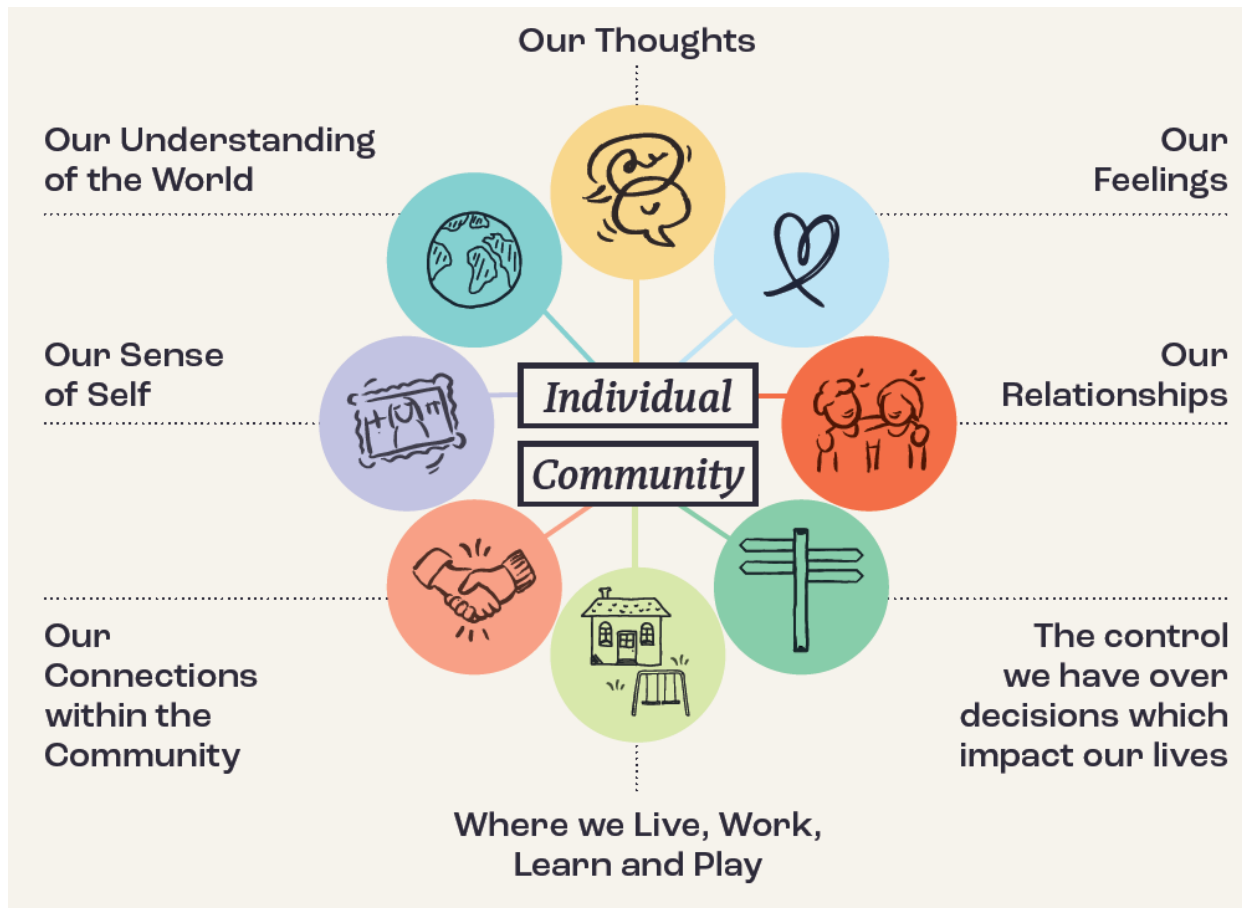 Our Thoughts
Our Understanding
of the World
Our
Feelings
Our Sense
of Self
Our
Relationships
Individual
Community
Our
Connections
within the
Community
The control
we have over
decisions which
impact our lives
Where we Live, Work,
Learn and Play